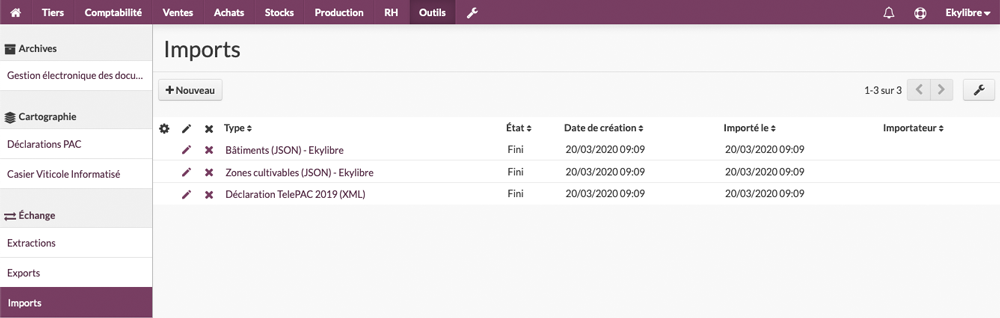 Tiers Comptabilité Ventes Achats Stocks Production RH Outils Ekylibre
Archives
Gestion électronique des docu...
Cartographie
Déclarations PAC
Casier Viticole Informatisé
Échange
Extractions
Exports
Imports
Imports
Nouveau 1-3 sur 3
Type État Date de création Importé le Importateur
Bâtiments (JSON) - Ekylibre Fini 20/03/2020 09:09 20/03/2020 09:09
Zones cultivables (JSON) - Ekylibre Fini 20/03/2020 09:09 20/03/2020 09:09
Déclaration TelePAC 2019 (XML) Fini 20/03/2020 09:09 20/03/2020 09:09